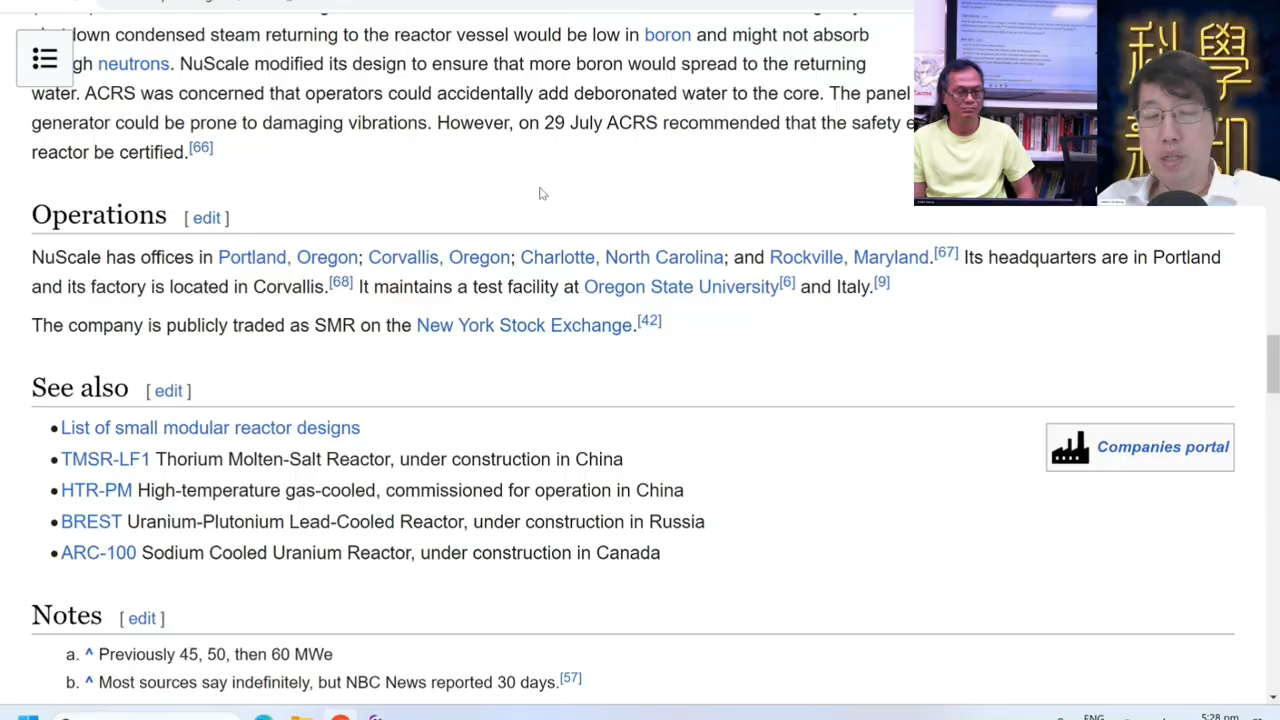 down condensed steam returning to the reactor vessel would be low in boron and might not absorb
neutrons. NuScale modified its design to ensure that more boron would spread to the returning
water. ACRS was concerned that operators could accidentally add deboronated water to the core. The panel
generator could be prone to damaging vibrations. However, on 29 July ACRS recommended that the safety
reactor be certified.[66]
Operations [ edit ]
NuScale has offices in Portland, Oregon; Corvallis, Oregon; Charlotte, North Carolina; and Rockville, Maryland.[67] Its headquarters are in Portland
and its factory is located in Corvallis.[68] It maintains a test facility at Oregon State University[6] and Italy.[9]
The company is publicly traded as SMR on the New York Stock Exchange.[42]
See also [ edit ]
• List of small modular reactor designs
• TMSR-LF1 Thorium Molten-Salt Reactor, under construction in China
• HTR-PM High-temperature gas-cooled, commissioned for operation in China
• BREST Uranium-Plutonium Lead-Cooled Reactor, under construction in Russia
• ARC-100 Sodium Cooled Uranium Reactor, under construction in Canada
Companies portal
Notes [ edit ]
a. ^ Previously 45, 50, then 60 MWe
b. ^ Most sources say indefinitely, but NBC News reported 30 days.[57]
科學
新知
ENG
5:28 pm